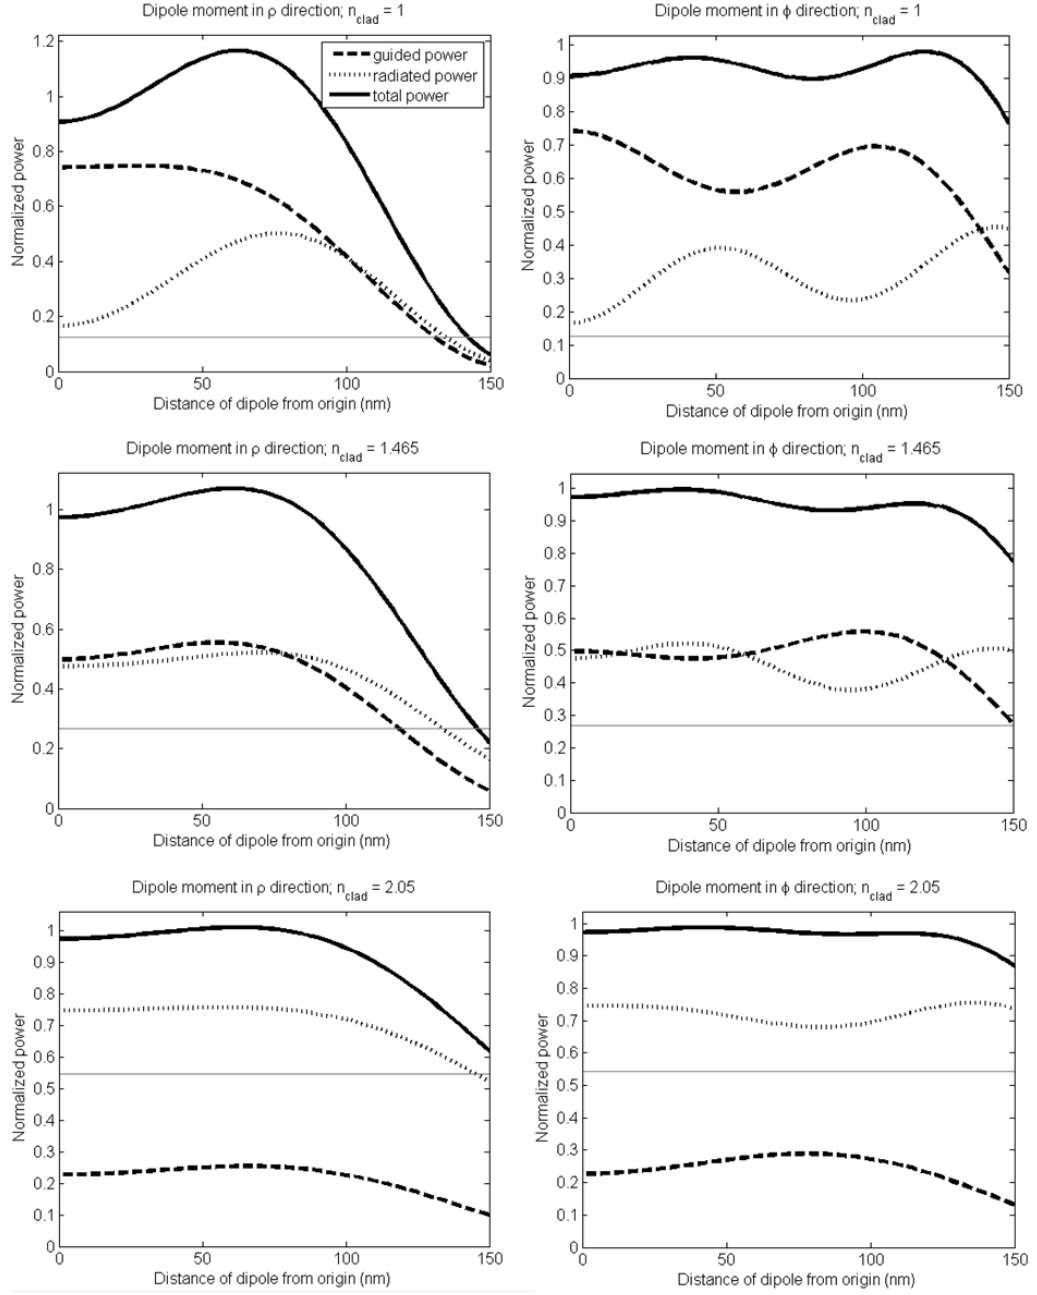 Dipole moment in ρ direction; n_clad = 1
1.2
1
0.8
0.6
0.4
0.2
0
Normalized power
guided power
radiated power
total power
0 50 100 150
Distance of dipole from origin (nm)
Dipole moment in ϕ direction; n_clad = 1
1
0.9
0.8
0.7
0.6
0.5
0.4
0.3
0.2
0.1
0
Normalized power
0 50 100 150
Distance of dipole from origin (nm)
Dipole moment in ρ direction; n_clad = 1.465
1
0.8
0.6
0.4
0.2
0
Normalized power
0 50 100 150
Distance of dipole from origin (nm)
Dipole moment in ϕ direction; n_clad = 1.465
1
0.9
0.8
0.7
0.6
0.5
0.4
0.3
0.2
0.1
0
Normalized power
0 50 100 150
Distance of dipole from origin (nm)
Dipole moment in ρ direction; n_clad = 2.05
1
0.9
0.8
0.7
0.6
0.5
0.4
0.3
0.2
0.1
0
Normalized power
0 50 100 150
Distance of dipole from origin (nm)
Dipole moment in ϕ direction; n_clad = 2.05
1
0.9
0.8
0.7
0.6
0.5
0.4
0.3
0.2
0.1
0
Normalized power
0 50 100 150
Distance of dipole from origin (nm)